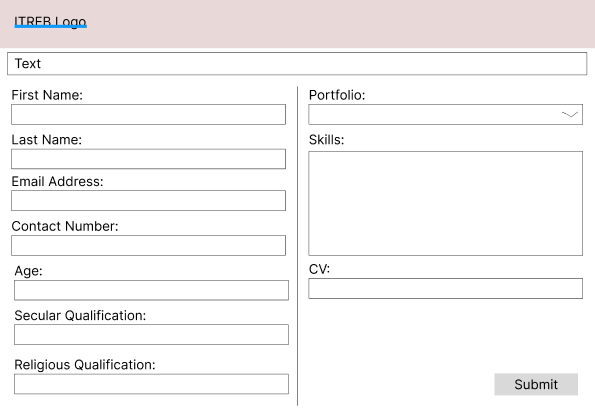 ITREB Logo
Text
First Name:
Last Name:
Email Address:
Contact Number:
Age:
Secular Qualification:
Religious Qualification:
Portfolio:
Skills:
CV:
Submit